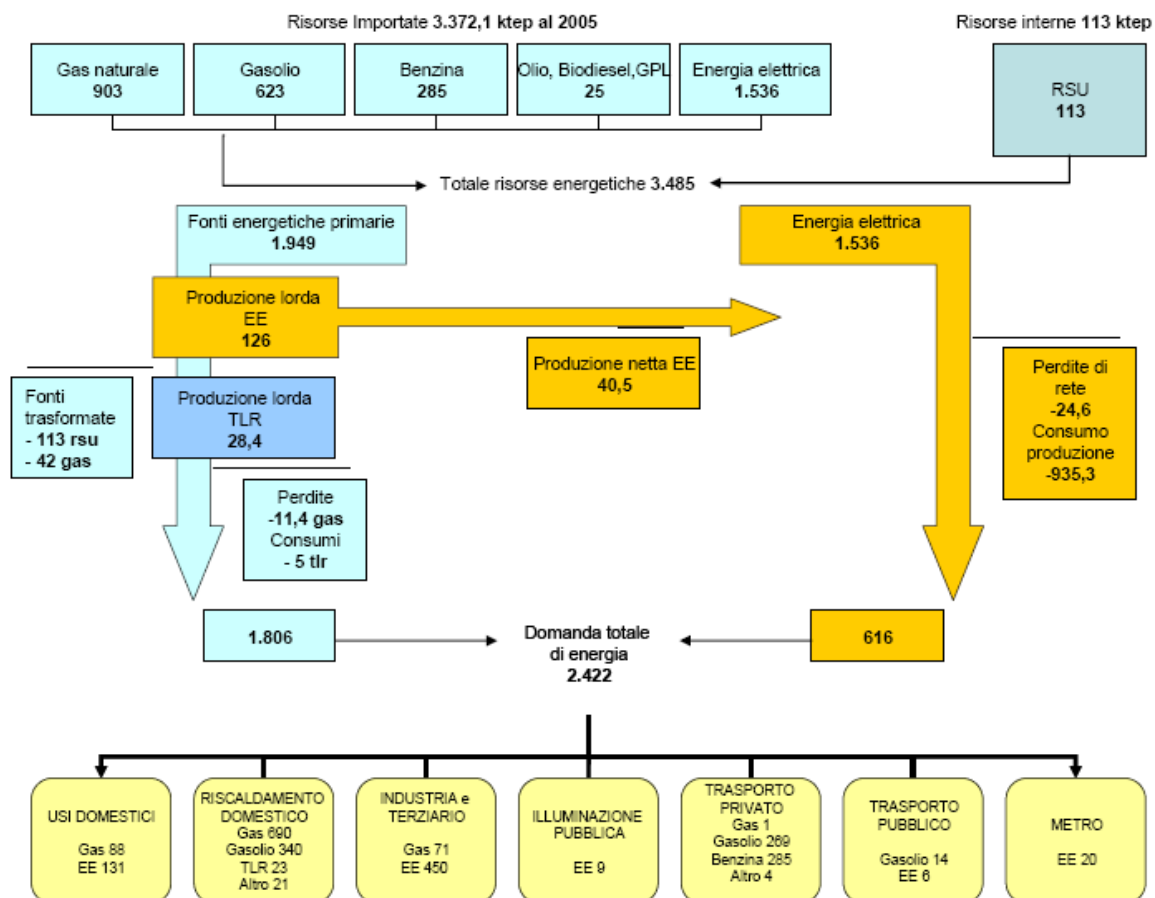 Risorse Importate 3.372,1 ktep al 2005
Risorse interne 113 ktep
Gas naturale
903
Gasolio
623
Benzina
285
Olio, Biodiesel,GPL
25
Energia elettrica
1.536
RSU
113
Totale risorse energetiche 3.485
Fonti energetiche primarie
1.949
Energia elettrica
1.536
Produzione lorda
EE
126
Produzione netta EE
40,5
Fonti
trasformate
- 113 rsu
- 42 gas
Produzione lorda
TLR
28,4
Perdite di
rete
-24,6
Consumo
produzione
-935,3
Perdite
-11,4 gas
Consumi
- 5 tlr
1.806
Domanda totale
di energia
2.422
616
USI DOMESTICI
Gas 88
EE 131
RISCALDAMENTO
DOMESTICO
Gas 690
Gasolio 340
TLR 23
Altro 21
INDUSTRIA e
TERZIARIO
Gas 71
EE 450
ILLUMINAZIONE
PUBBLICA
EE 9
TRASPORTO
PRIVATO
Gas 1
Gasolio 269
Benzina 285
Altro 4
TRASPORTO
PUBBLICO
Gasolio 14
EE 6
METRO
EE 20